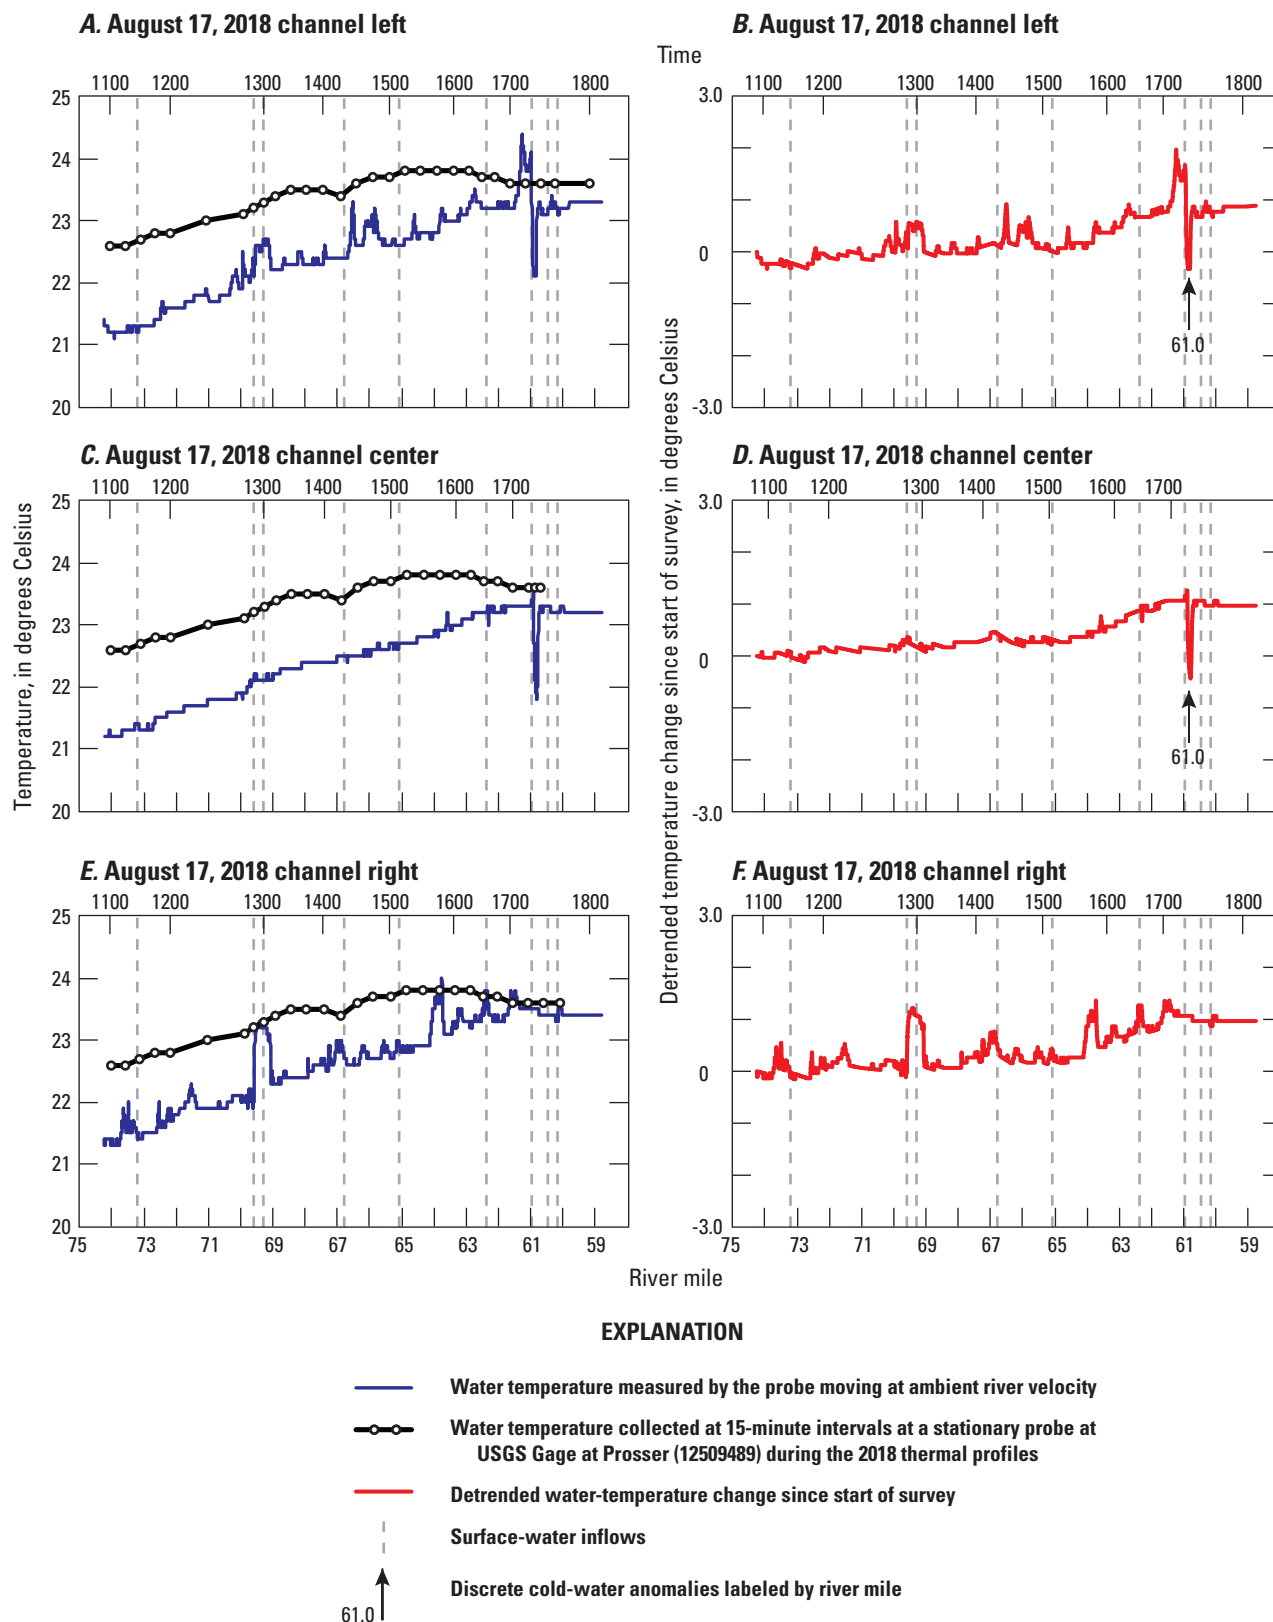 A. August 17, 2018 channel left
B. August 17, 2018 channel left
Time
1100 1200 1300 1400 1500 1600 1700 1800
1100 1200 1300 1400 1500 1600 1700 1800
25
24
23
22
21
20
3.0
0
-3.0
61.0
C. August 17, 2018 channel center
D. August 17, 2018 channel center
1100 1200 1300 1400 1500 1600 1700
1100 1200 1300 1400 1500 1600 1700
25
24
23
22
21
20
3.0
0
-3.0
61.0
Temperature, in degrees Celsius
Detrended temperature change since start of survey, in degrees Celsius
E. August 17, 2018 channel right
F. August 17, 2018 channel right
1100 1200 1300 1400 1500 1600 1700 1800
1100 1200 1300 1400 1500 1600 1700 1800
25
24
23
22
21
20
3.0
0
-3.0
75 73 71 69 67 65 63 61 59
75 73 71 69 67 65 63 61 59
River mile
EXPLANATION
Water temperature measured by the probe moving at ambient river velocity
Water temperature collected at 15-minute intervals at a stationary probe at
USGS Gage at Prosser (12509489) during the 2018 thermal profiles
Detrended water-temperature change since start of survey
Surface-water inflows
Discrete cold-water anomalies labeled by river mile
61.0